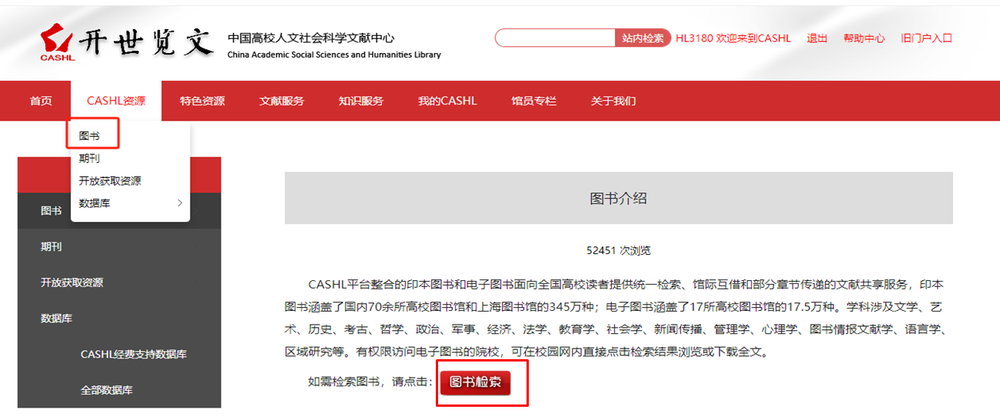 开世览文
CASHL
中国高校人文社会科学文献中心
China Academic Social Sciences and Humanities Library
站内检索 HL3180 欢迎来到CASHL 退出 帮助中心 旧门户入口
首页 CASHL资源 特色资源 文献服务 知识服务 我的CASHL 馆员专栏 关于我们
图书
期刊
开放获取资源
数据库
图书
期刊
开放获取资源
数据库
CASHL经费支持数据库
全部数据库
图书介绍
52451 次浏览
CASHL平台整合的印本图书和电子图书面向全国高校读者提供统一检索、馆际互借和部分章节传递的文献共享服务，印本
图书涵盖了国内70余所高校图书馆和上海图书馆的345万种；电子图书涵盖了17所高校图书馆的17.5万种。学科涉及文学、艺
术、历史、考古、哲学、政治、军事、经济、法学、教育学、社会学、新闻传播、管理学、心理学、图书情报文献学、语言学、
区域研究等。有权限访问电子图书的院校，可在校园网内直接点击检索结果浏览或下载全文。
如需检索图书，请点击： 图书检索